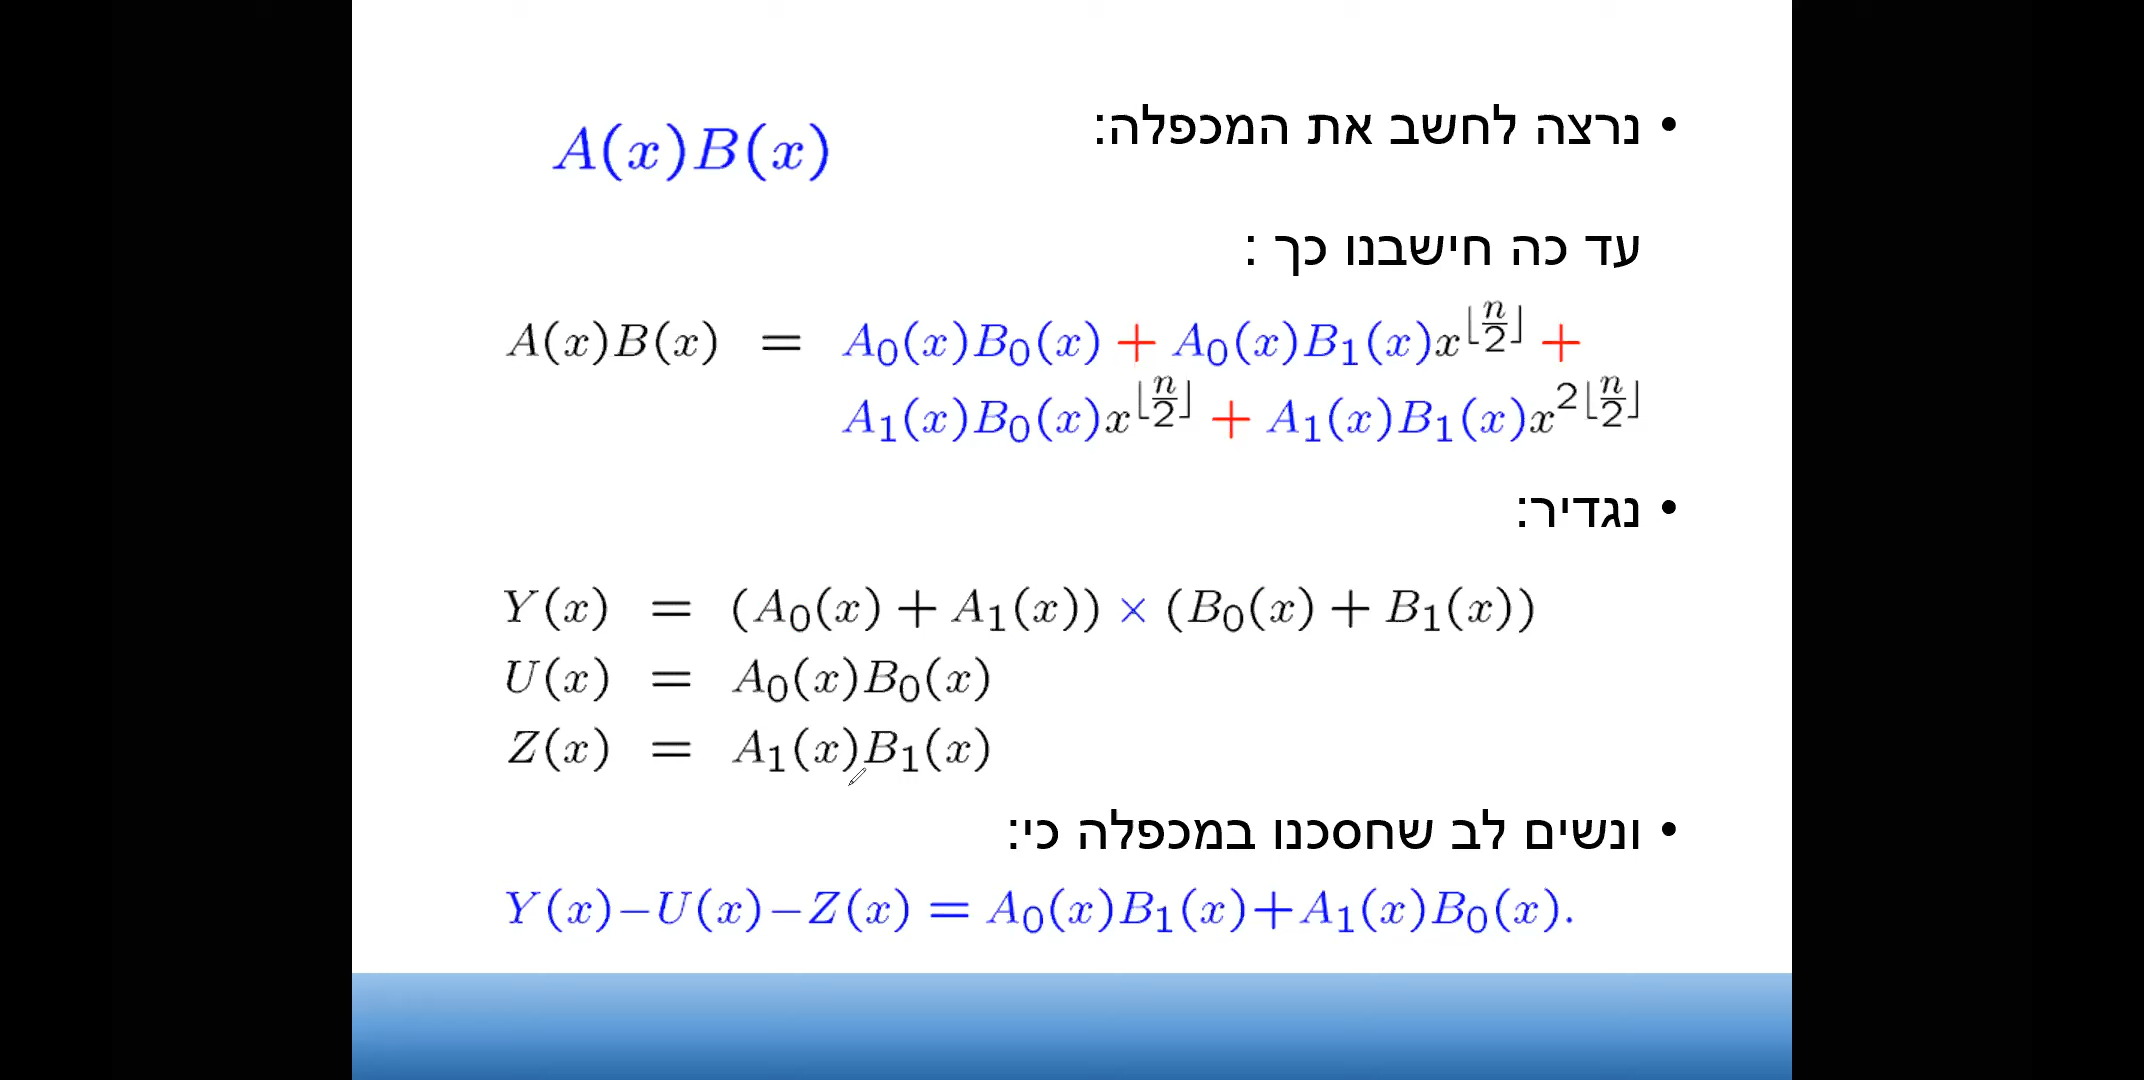 • נרצה לחשב את המכפלה:
A(x)B(x)
עד כה חישבנו כך :
A₀(x)B₀(x) + A₀(x)B₁(x)x^{⌊n/2⌋} + = A(x)B(x)
A₁(x)B₀(x)x^{⌊n/2⌋} + A₁(x)B₁(x)x^{2⌊n/2⌋}
• נגדיר:
Y(x) = (A₀(x) + A₁(x)) × (B₀(x) + B₁(x))
U(x) = A₀(x)B₀(x)
Z(x) = A₁(x)B₁(x)
• ונשים לב שחסכנו במכפלה כי:
Y(x)−U(x)−Z(x) = A₀(x)B₁(x)+A₁(x)B₀(x).